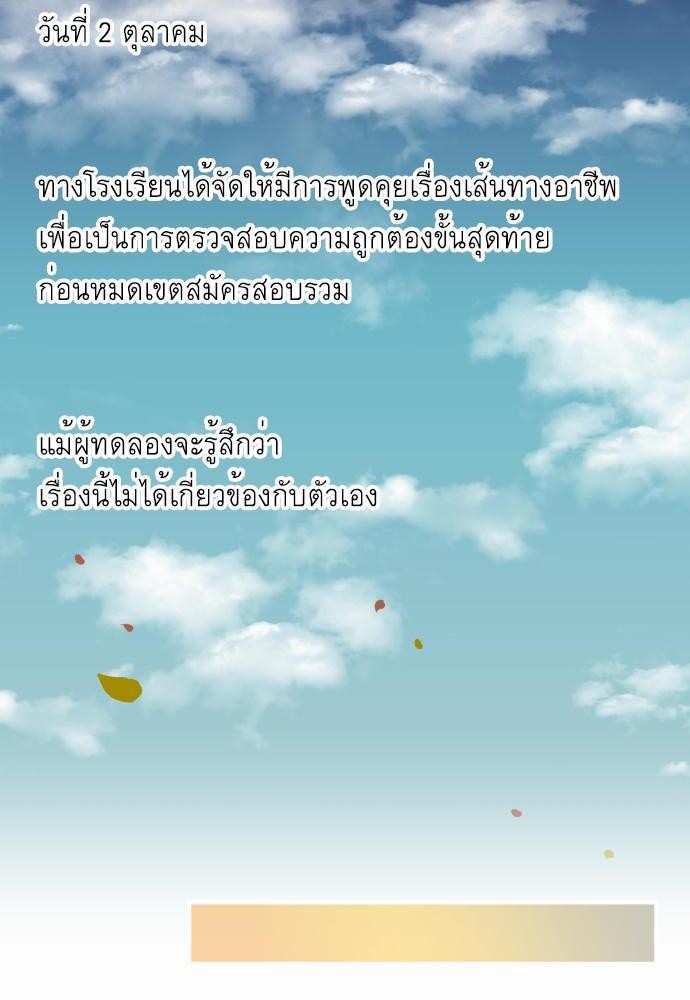 วันที่ 2 ตุลาคม
ทางโรงเรียนได้จัดให้มีการพูดคุยเรื่องเส้นทางอาชีพ
เพื่อเป็นการตรวจสอบความถูกต้องขั้นสุดท้าย
ก่อนหมดเขตสมัครสอบรวม
แม้ผู้ทดลองจะรู้สึกว่า
เรื่องนี้ไม่ได้เกี่ยวข้องกับตัวเอง